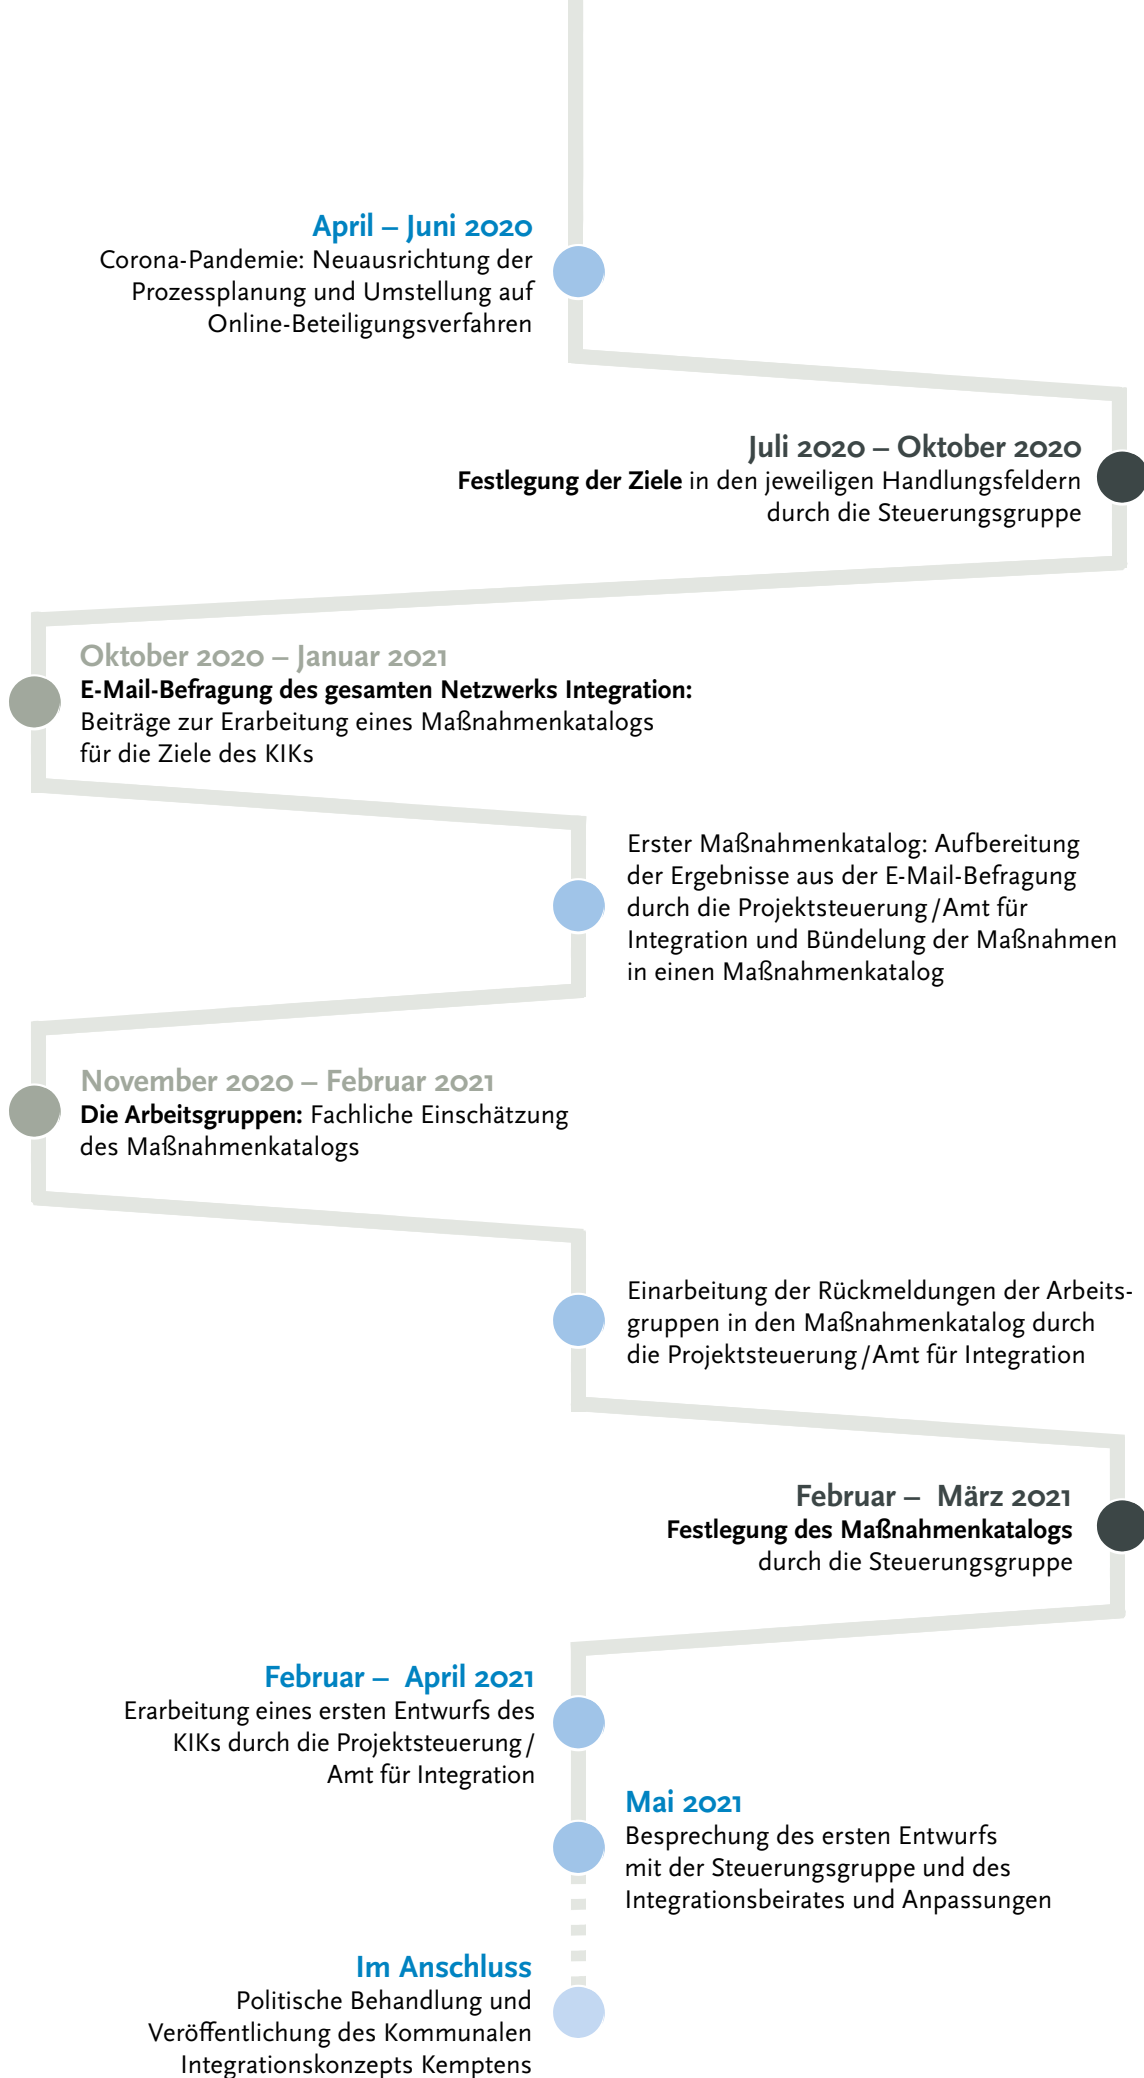 April – Juni 2020
Corona-Pandemie: Neuausrichtung der
Prozessplanung und Umstellung auf
Online-Beteiligungsverfahren
Juli 2020 – Oktober 2020
Festlegung der Ziele in den jeweiligen Handlungsfeldern
durch die Steuerungsgruppe
Oktober 2020 – Januar 2021
E-Mail-Befragung des gesamten Netzwerks Integration:
Beiträge zur Erarbeitung eines Maßnahmenkatalogs
für die Ziele des KIKs
Erster Maßnahmenkatalog: Aufbereitung
der Ergebnisse aus der E-Mail-Befragung
durch die Projektsteuerung/Amt für
Integration und Bündelung der Maßnahmen
in einen Maßnahmenkatalog
November 2020 – Februar 2021
Die Arbeitsgruppen: Fachliche Einschätzung
des Maßnahmenkatalogs
Einarbeitung der Rückmeldungen der Arbeits-
gruppen in den Maßnahmenkatalog durch
die Projektsteuerung/Amt für Integration
Februar – März 2021
Festlegung des Maßnahmenkatalogs
durch die Steuerungsgruppe
Februar – April 2021
Erarbeitung eines ersten Entwurfs des
KIKs durch die Projektsteuerung/
Amt für Integration
Mai 2021
Besprechung des ersten Entwurfs
mit der Steuerungsgruppe und des
Integrationsbeirates und Anpassungen
Im Anschluss
Politische Behandlung und
Veröffentlichung des Kommunalen
Integrationskonzepts Kemptens